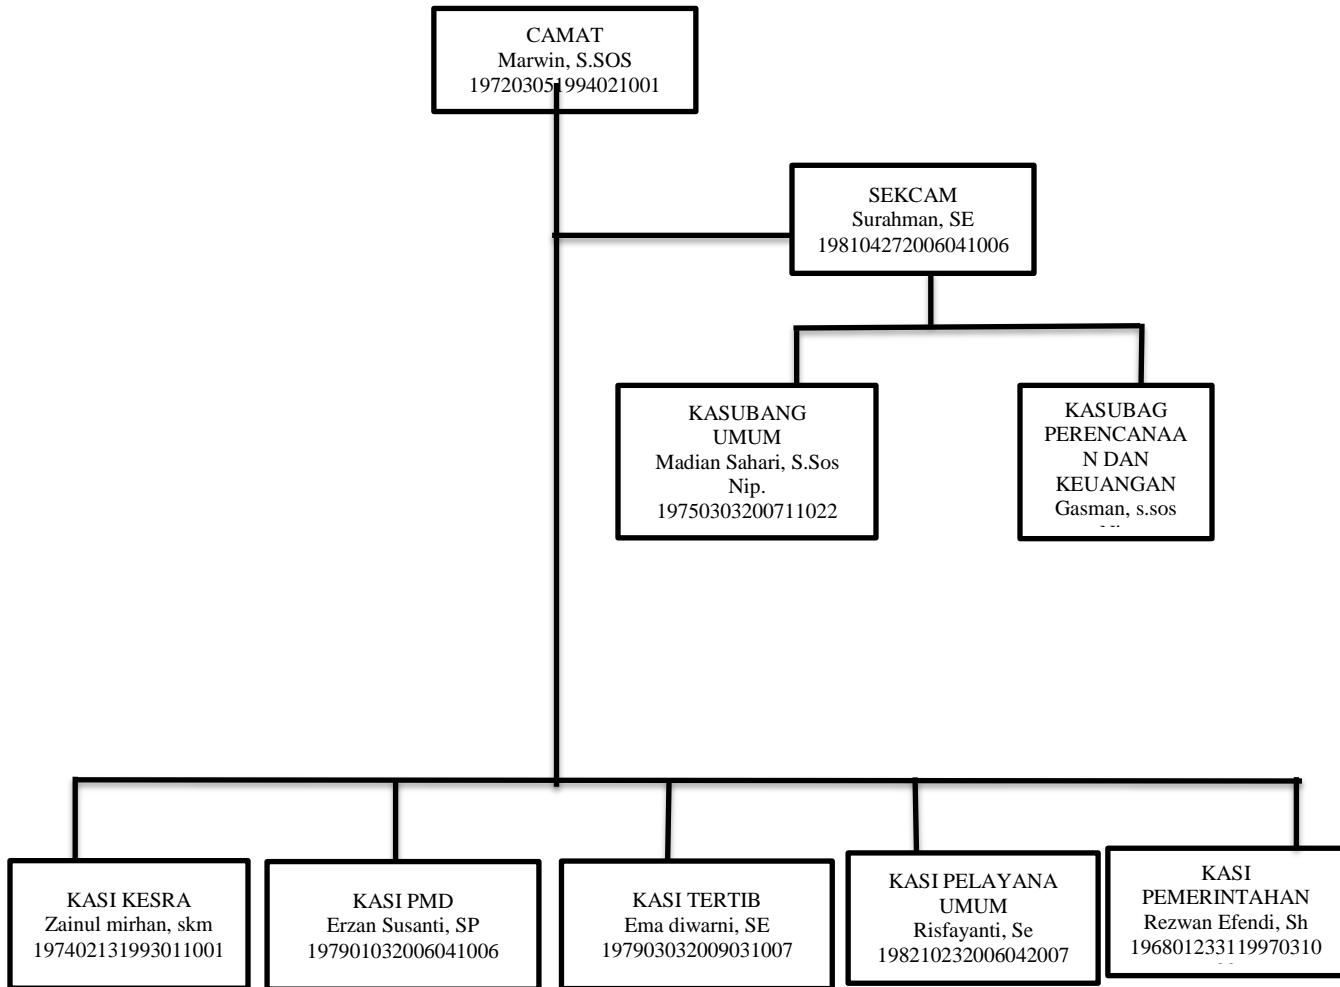 CAMAT
Marwin, S.SOS
197203051994021001
SEKCAM
Surahman, SE
198104272006041006
KASUBANG
UMUM
Madian Sahari, S.Sos
Nip.
19750303200711022
KASUBAG
PERENCANAA
N DAN
KEUANGAN
Gasman, s.sos
KASI KESRA
Zainul mirhan, skm
197402131993011001
KASI PMD
Erzan Susanti, SP
197901032006041006
KASI TERTIB
Ema diwarni, SE
197903032009031007
KASI PELAYANA
UMUM
Risfayanti, Se
198210232006042007
KASI
PEMERINTAHAN
Rezwan Efendi, Sh
196801233119970310